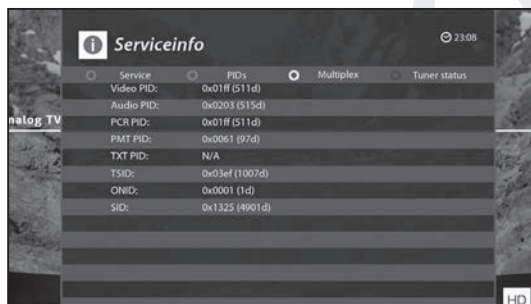 Serviceinfo
23:08
Service PIDs Multiplex Tuner status
Video PID: 0x01ff (511d)
Audio PID: 0x0203 (515d)
PCR PID: 0x01ff (511d)
PMT PID: 0x0061 (97d)
TXT PID: N/A
TSID: 0x03ef (1007d)
ONID: 0x0001 (1d)
SID: 0x1325 (4901d)
nalog TV
HD